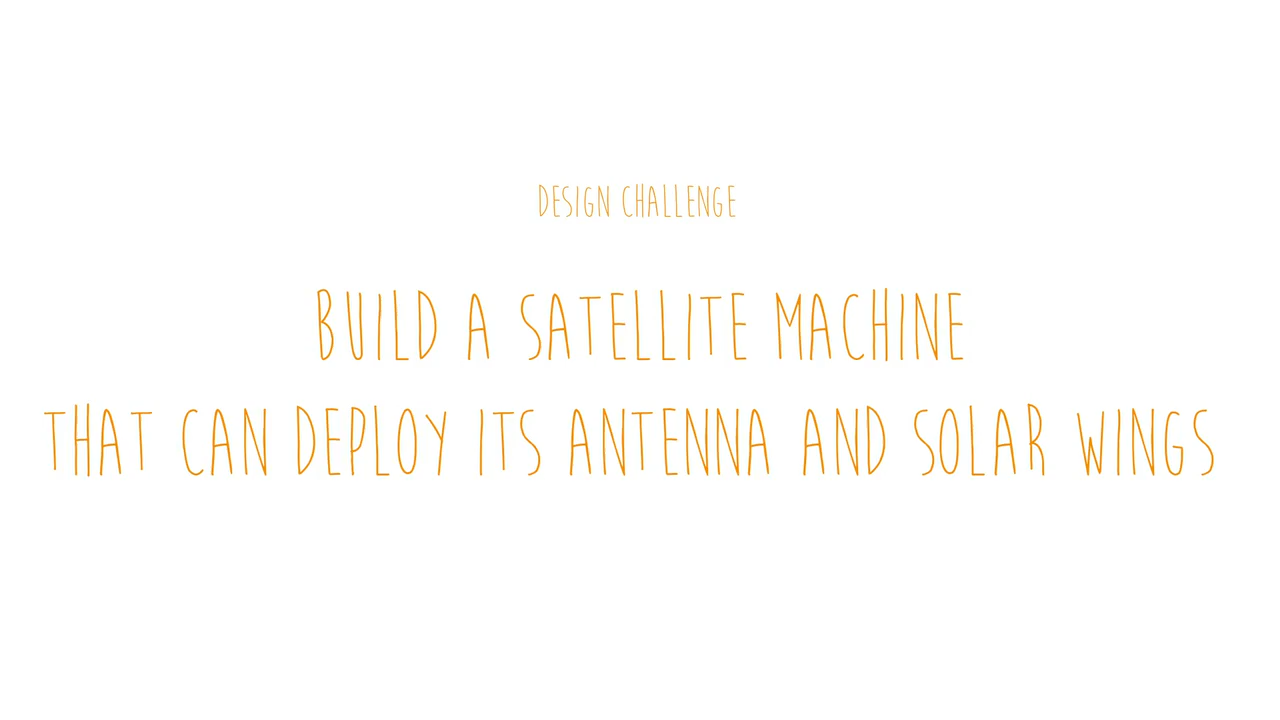 DESIGN CHALLENGE
BUILD A SATELLITE MACHINE
THAT CAN DEPLOY ITS ANTENNA AND SOLAR WINGS